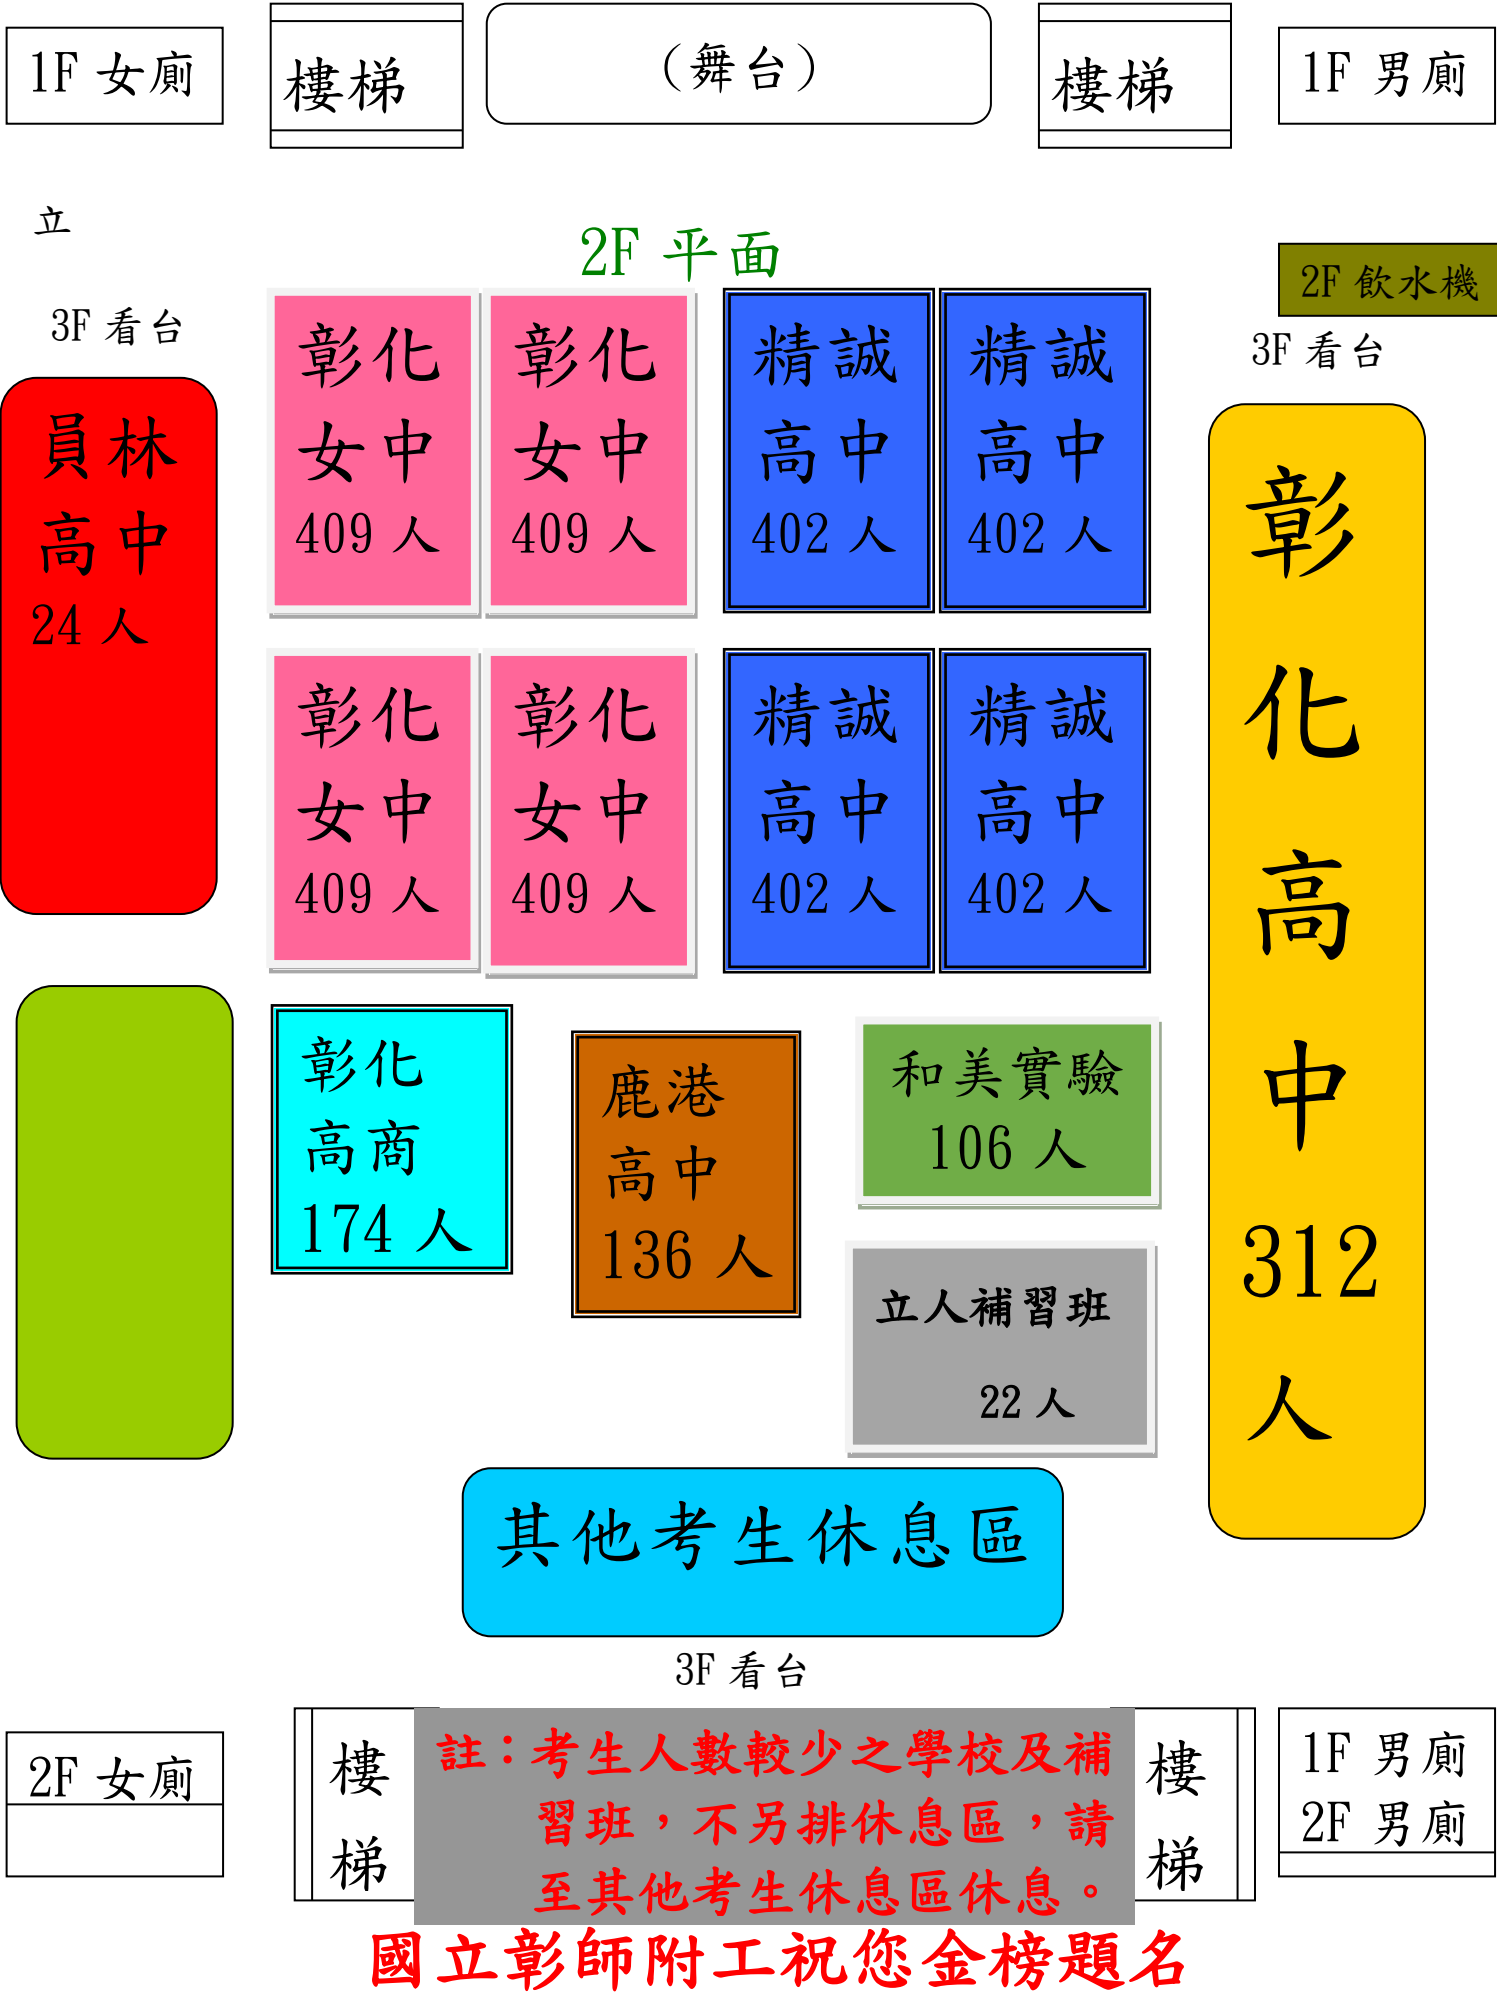 1F 女廁
樓梯
(舞台)
樓梯
1F 男廁
立
2F 平面
2F 飲水機
3F 看台
3F 看台
員林
高中
24 人
彰化
女中
409 人
彰化
女中
409 人
精誠
高中
402 人
精誠
高中
402 人
彰化
女中
409 人
彰化
女中
409 人
精誠
高中
402 人
精誠
高中
402 人
彰
化
高
中
312
人
彰化
高商
174 人
鹿港
高中
136 人
和美實驗
106 人
立人補習班
22 人
其他考生休息區
3F 看台
2F 女廁
樓
梯
註：考生人數較少之學校及補
習班，不另排休息區，請
至其他考生休息區休息。
樓
梯
1F 男廁
2F 男廁
國立彰師附工祝您金榜題名